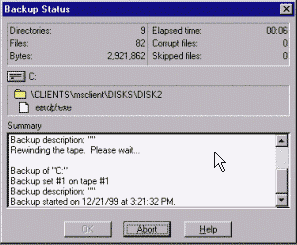 Backup Status
Directories: 9
Files: 82
Bytes: 2,921,862
Elapsed time: 00:06
Corrupt files: 0
Skipped files: 0
C:
\CLIENTS\msclient\DISKS\DISK2
Summary
Backup description: ""
Rewinding the tape. Please wait...
Backup of "C:"
Backup set #1 on tape #1
Backup description: ""
Backup started on 12/21/99 at 3:21:32 PM.
OK
Abort
Help